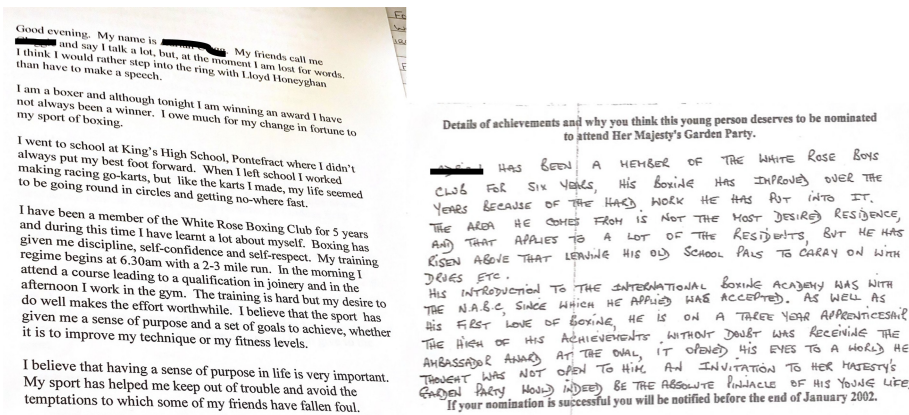 Good evening. My name is My friends call me
and say I talk a lot, but, at the moment I am lost for words.
I think I would rather step into the ring with Lloyd Honeyghan
than have to make a speech.
I am a boxer and although tonight I am winning an award I have
not always been a winner. I owe much for my change in fortune to
my sport of boxing.
I went to school at King's High School, Pontefract where I didn't
always put my best foot forward. When I left school I worked
making racing go-karts, but like the karts I made, my life seemed
to be going round in circles and getting no-where fast.
I have been a member of the White Rose Boxing Club for 5 years
and during this time I have learnt a lot about myself. Boxing has
given me discipline, self-confidence and self-respect. My training
regime begins at 6.30am with a 2-3 mile run. In the morning I
attend a course leading to a qualification in joinery and in the
afternoon I work in the gym. The training is hard but my desire to
do well makes the effort worthwhile. I believe that the sport has
given me a sense of purpose and a set of goals to achieve, whether
it is to improve my technique or my fitness levels.
I believe that having a sense of purpose in life is very important.
My sport has helped me keep out of trouble and avoid the
temptations to which some of my friends have fallen foul.
Details of achievements and why you think this young person deserves to be nominated
to attend Her Majesty's Garden Party.
HAS BEEN A MEMBER OF THE WHITE ROSE BOYS
CLUB FOR SIX YEARS, HIS BOXING HAS IMPROVED OVER THE
YEARS BECAUSE OF THE HARD WORK HE HAS PUT INTO IT.
THE AREA HE COMES FROM IS NOT THE MOST DESIRED RESIDENCE,
AND THAT APPLIES TO A LOT OF THE RESIDENTS, BUT HE HAS
RISEN ABOVE THAT LEAVING HIS OLD SCHOOL PALS TO CARAY ON WITH
DRUGS ETC.
HIS INTRODUCTION TO THE INTERNATIONAL BOXING ACADEMY WAS WITH
THE N.A.B.C, SINCE WHICH HE APPLIED WAS ACCEPTED. AS WELL AS
HIS FIRST LOVE OF BOXING, HE IS ON A THREE YEAR APPRENTICESHIP
THE HIGH OF HIS ACHIEVEMENTS WITHOUT DOUBT WAS RECEIVING THE
AMBASSADOR AWARD AT THE OVAL, IT OPENED HIS EYES TO A WORLD HE
THOUGHT WAS NOT OPEN TO HIM. AN INVITATION TO HER MAJESTY'S
GARDEN PARTY WOULD INDEED BE THE ABSOLUTE PINNACLE OF HIS YOUNG LIFE
If your nomination is successful you will be notified before the end of January 2002.